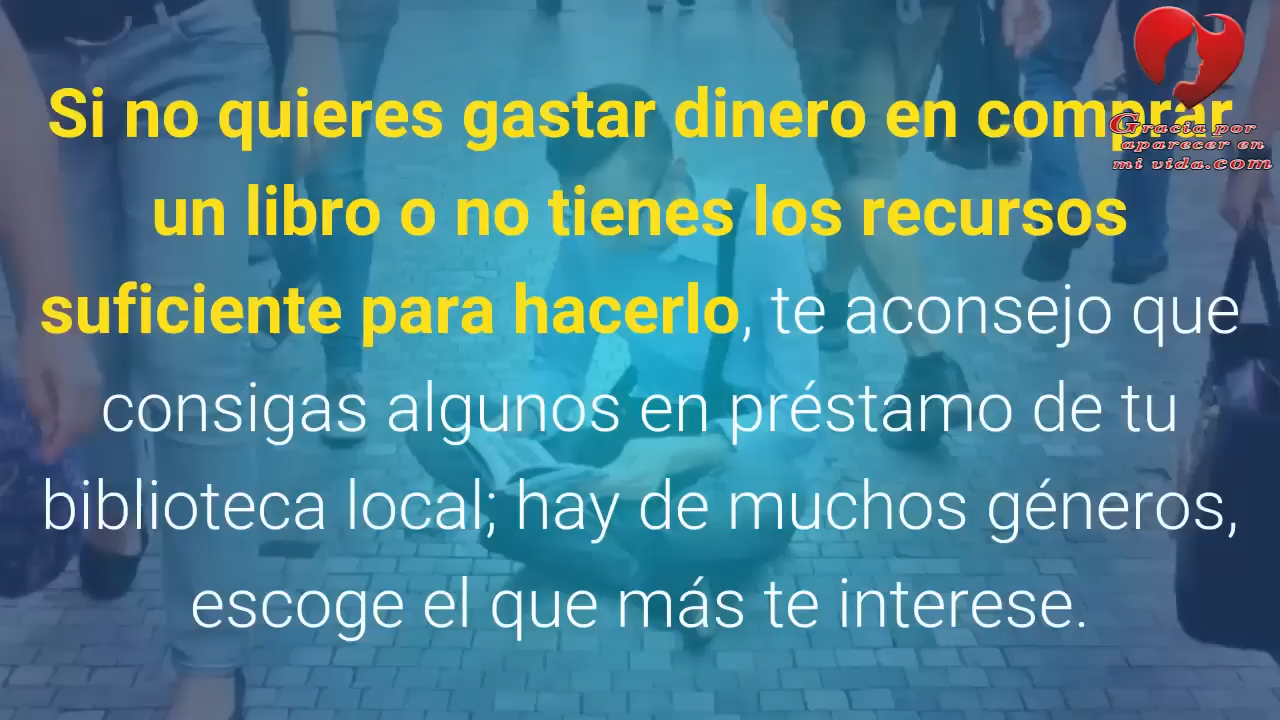 Si no quieres gastar dinero en comprar
un libro o no tienes los recursos
suficiente para hacerlo, te aconsejo que
consigas algunos en préstamo de tu
biblioteca local; hay de muchos géneros,
escoge el que más te interese.
Gracia por
aparecer en
mi vida.com